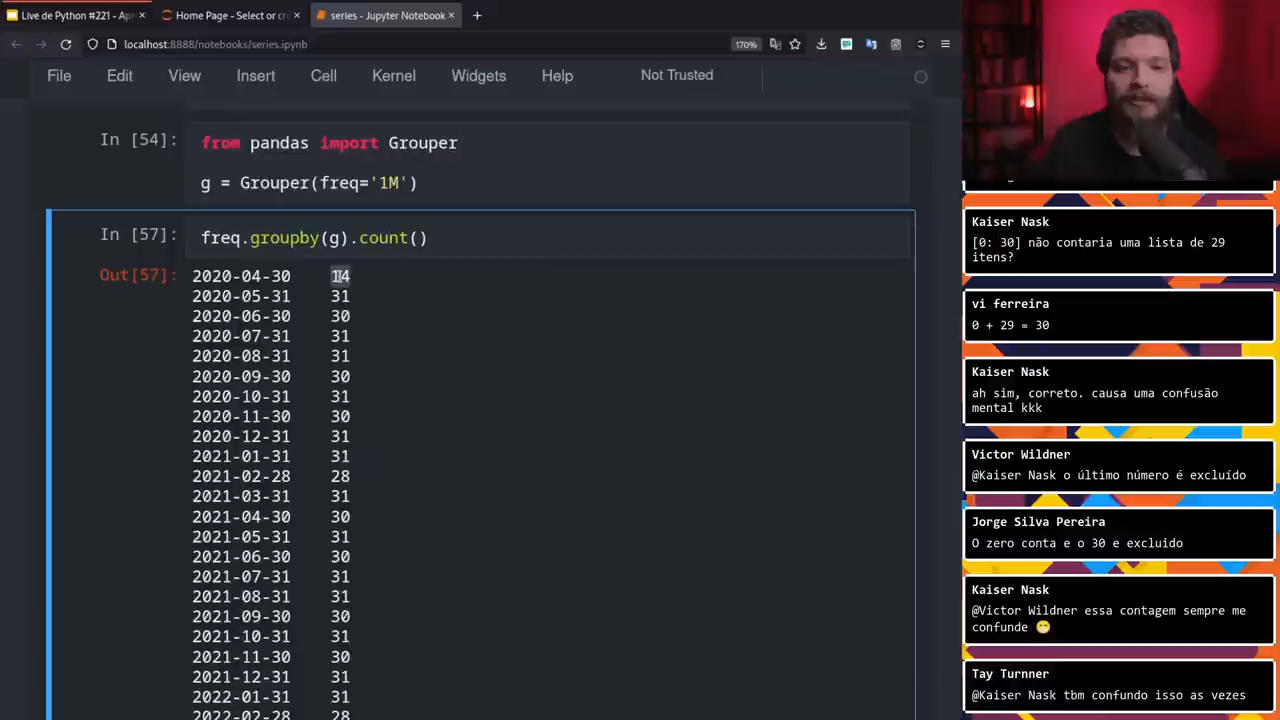 Live de Python #221 - Apr
Home Page - Select or cre
series - Jupyter Notebook
localhost:8888/notebooks/series.ipynb
170%
File Edit View Insert Cell Kernel Widgets Help Not Trusted
In [54]:
from pandas import Grouper
g = Grouper(freq='1M')
In [57]:
freq.groupby(g).count()
Out[57]:
2020-04-30 14
2020-05-31 31
2020-06-30 30
2020-07-31 31
2020-08-31 31
2020-09-30 30
2020-10-31 31
2020-11-30 30
2020-12-31 31
2021-01-31 31
2021-02-28 28
2021-03-31 31
2021-04-30 30
2021-05-31 31
2021-06-30 30
2021-07-31 31
2021-08-31 31
2021-09-30 30
2021-10-31 31
2021-11-30 30
2021-12-31 31
2022-01-31 31
2022-02-28 28
Kaiser Nask
[0: 30] não contaria uma lista de 29
itens?
vi ferreira
0 + 29 = 30
Kaiser Nask
ah sim, correto. causa uma confusão
mental kkk
Victor Wildner
@Kaiser Nask o último número é excluído
Jorge Silva Pereira
O zero conta e o 30 e excluido
Kaiser Nask
@Victor Wildner essa contagem sempre me
confunde 😁
Tay Turnner
@Kaiser Nask tbm confundo isso as vezes